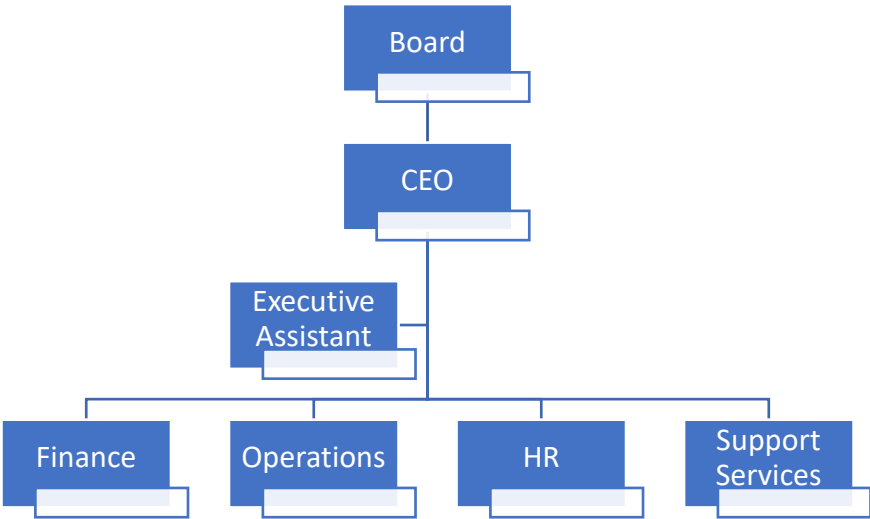 Board
CEO
Executive
Assistant
Finance
Operations
HR
Support
Services